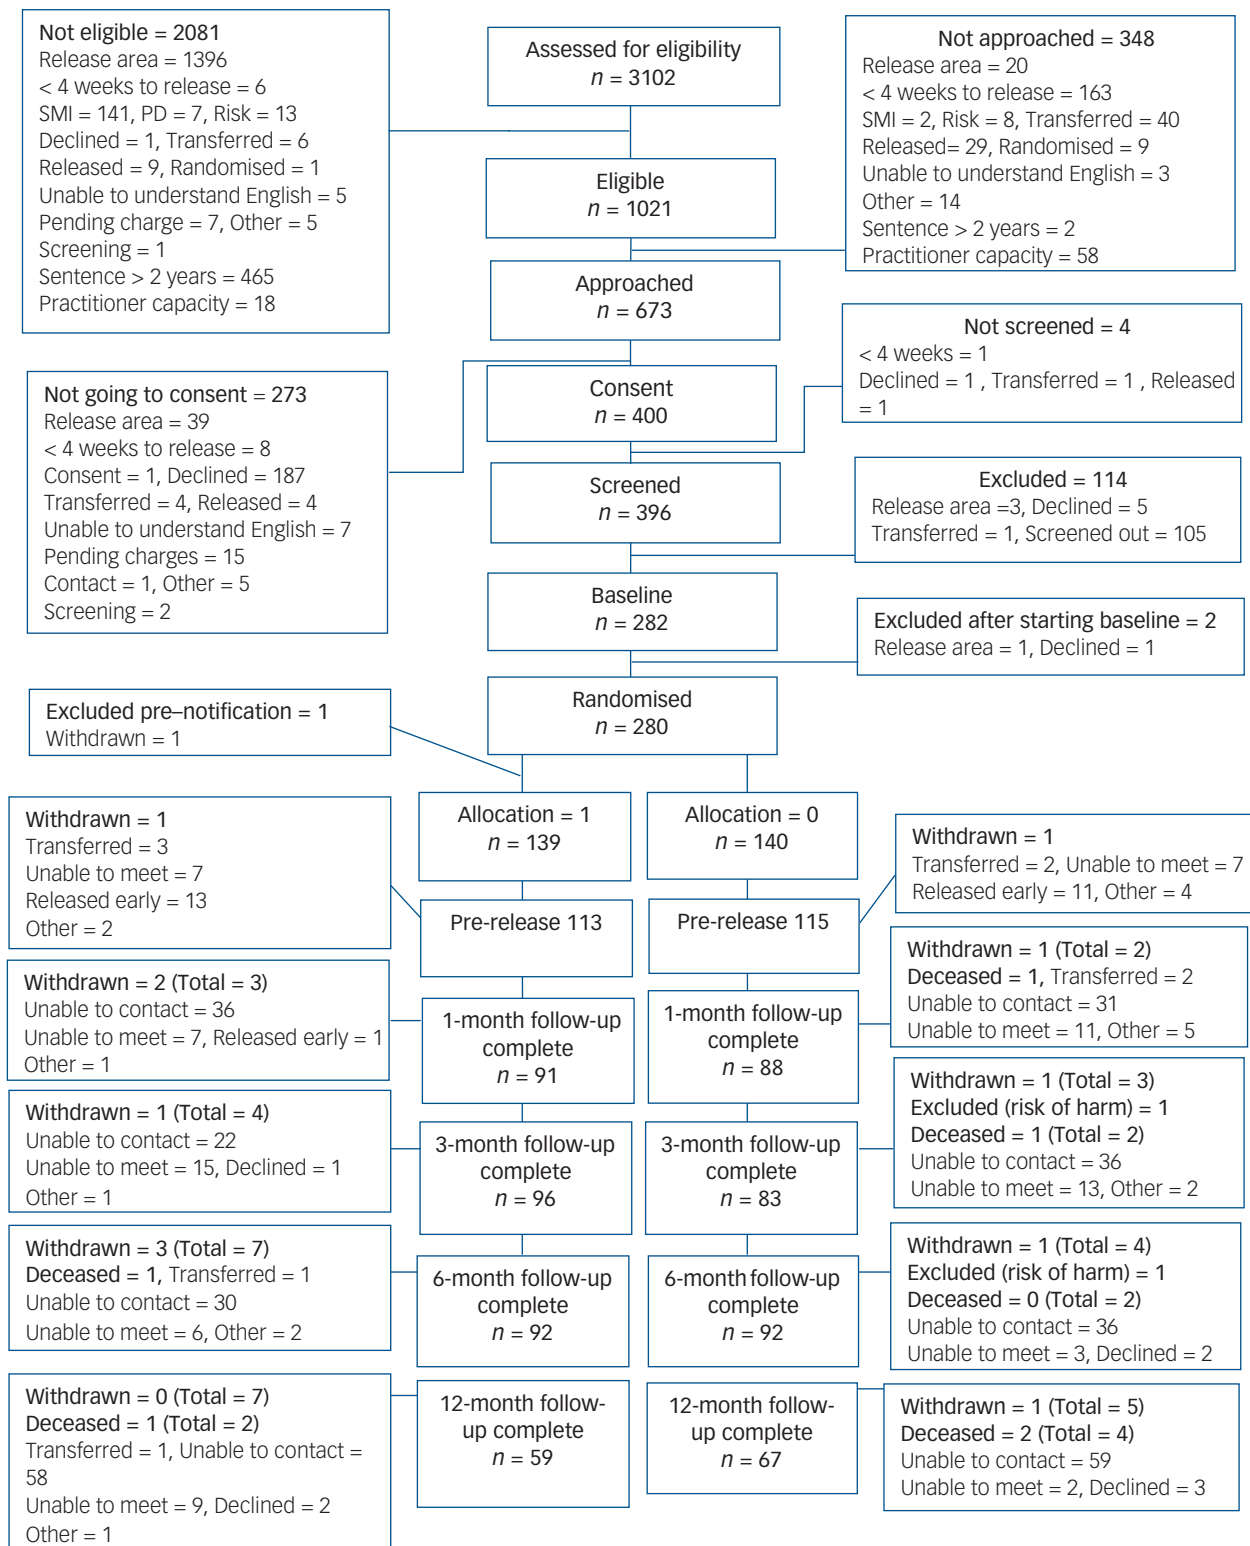 Assessed for eligibility
n = 3102
Not eligible = 2081
Release area = 1396
< 4 weeks to release = 6
SMI = 141, PD = 7, Risk = 13
Declined = 1, Transferred = 6
Released = 9, Randomised = 1
Unable to understand English = 5
Pending charge = 7, Other = 5
Screening = 1
Sentence > 2 years = 465
Practitioner capacity = 18
Eligible
n = 1021
Not approached = 348
Release area = 20
< 4 weeks to release = 163
SMI = 2, Risk = 8, Transferred = 40
Released= 29, Randomised = 9
Unable to understand English = 3
Other = 14
Sentence > 2 years = 2
Practitioner capacity = 58
Approached
n = 673
Not going to consent = 273
Release area = 39
< 4 weeks to release = 8
Consent = 1, Declined = 187
Transferred = 4, Released = 4
Unable to understand English = 7
Pending charges = 15
Contact = 1, Other = 5
Screening = 2
Consent
n = 400
Not screened = 4
< 4 weeks = 1
Declined = 1 , Transferred = 1 , Released
= 1
Screened
n = 396
Excluded = 114
Release area =3, Declined = 5
Transferred = 1, Screened out = 105
Baseline
n = 282
Excluded after starting baseline = 2
Release area = 1, Declined = 1
Randomised
n = 280
Excluded pre–notification = 1
Withdrawn = 1
Allocation = 1
n = 139
Allocation = 0
n = 140
Withdrawn = 1
Transferred = 3
Unable to meet = 7
Released early = 13
Other = 2
Pre-release 113
Pre-release 115
Withdrawn = 1
Transferred = 2, Unable to meet = 7
Released early = 11, Other = 4
Withdrawn = 2 (Total = 3)
Unable to contact = 36
Unable to meet = 7, Released early = 1
Other = 1
1-month follow-up
complete
n = 91
1-month follow-up
complete
n = 88
Withdrawn = 1 (Total = 2)
Deceased = 1, Transferred = 2
Unable to contact = 31
Unable to meet = 11, Other = 5
Withdrawn = 1 (Total = 4)
Unable to contact = 22
Unable to meet = 15, Declined = 1
Other = 1
3-month follow-up
complete
n = 96
3-month follow-up
complete
n = 83
Withdrawn = 1 (Total = 3)
Excluded (risk of harm) = 1
Deceased = 1 (Total = 2)
Unable to contact = 36
Unable to meet = 13, Other = 2
Withdrawn = 3 (Total = 7)
Deceased = 1, Transferred = 1
Unable to contact = 30
Unable to meet = 6, Other = 2
6-month follow-up
complete
n = 92
6-month follow-up
complete
n = 92
Withdrawn = 1 (Total = 4)
Excluded (risk of harm) = 1
Deceased = 0 (Total = 2)
Unable to contact = 36
Unable to meet = 3, Declined = 2
Withdrawn = 0 (Total = 7)
Deceased = 1 (Total = 2)
Transferred = 1, Unable to contact =
58
Unable to meet = 9, Declined = 2
Other = 1
12-month follow-
up complete
n = 59
12-month follow-
up complete
n = 67
Withdrawn = 1 (Total = 5)
Deceased = 2 (Total = 4)
Unable to contact = 59
Unable to meet = 2, Declined = 3